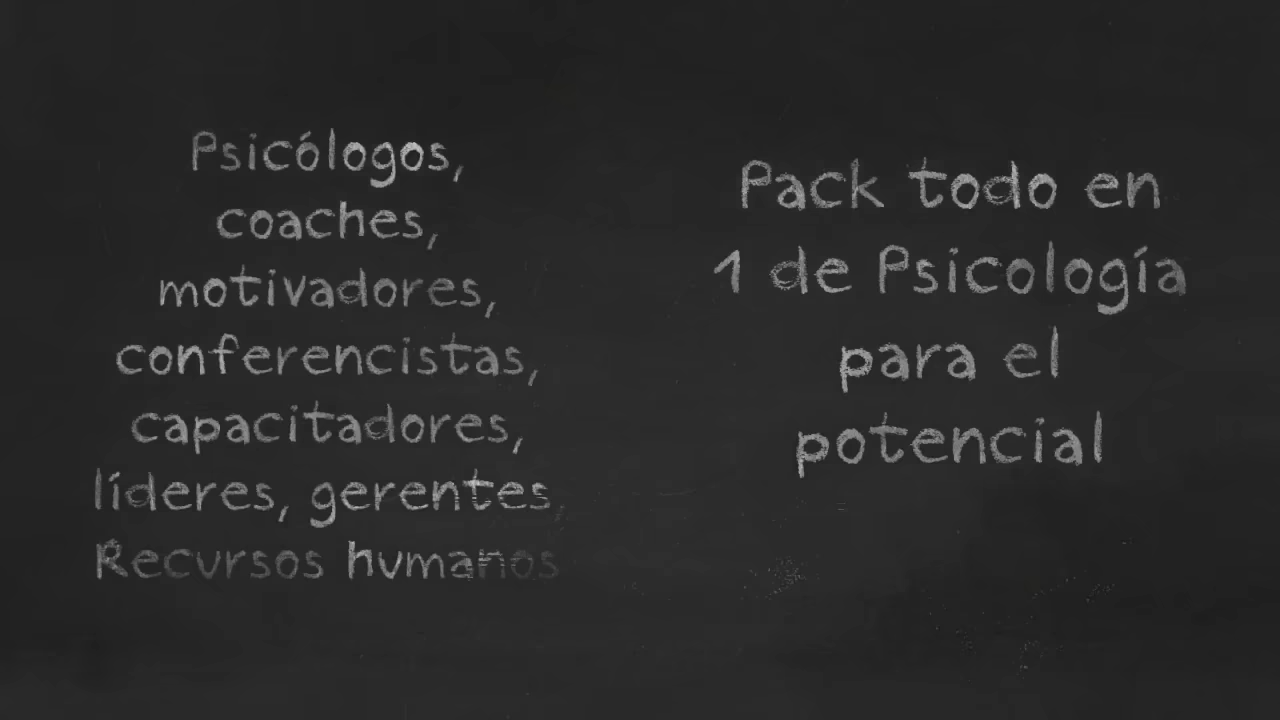 Psicólogos,
coaches,
motivadores,
conferencistas,
capacitadores,
líderes, gerentes,
Recursos humanos
Pack todo en
1 de Psicología
para el
potencial